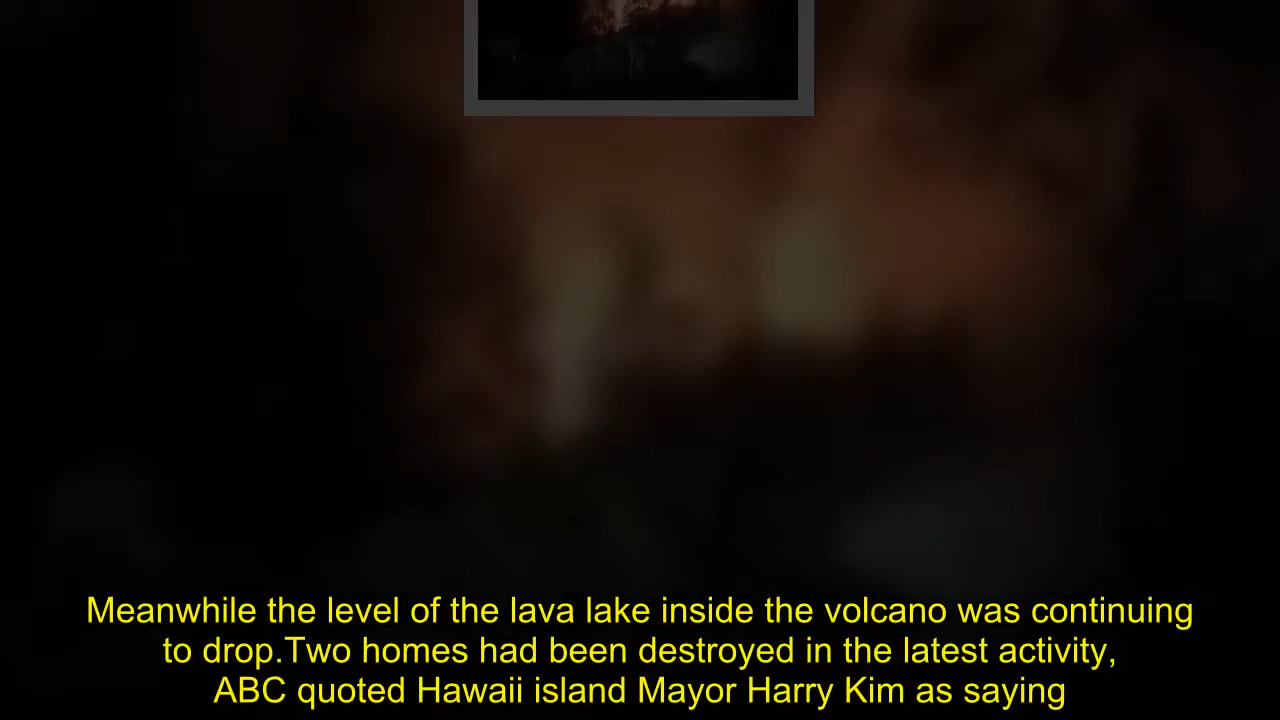 Meanwhile the level of the lava lake inside the volcano was continuing
to drop.Two homes had been destroyed in the latest activity,
ABC quoted Hawaii island Mayor Harry Kim as saying